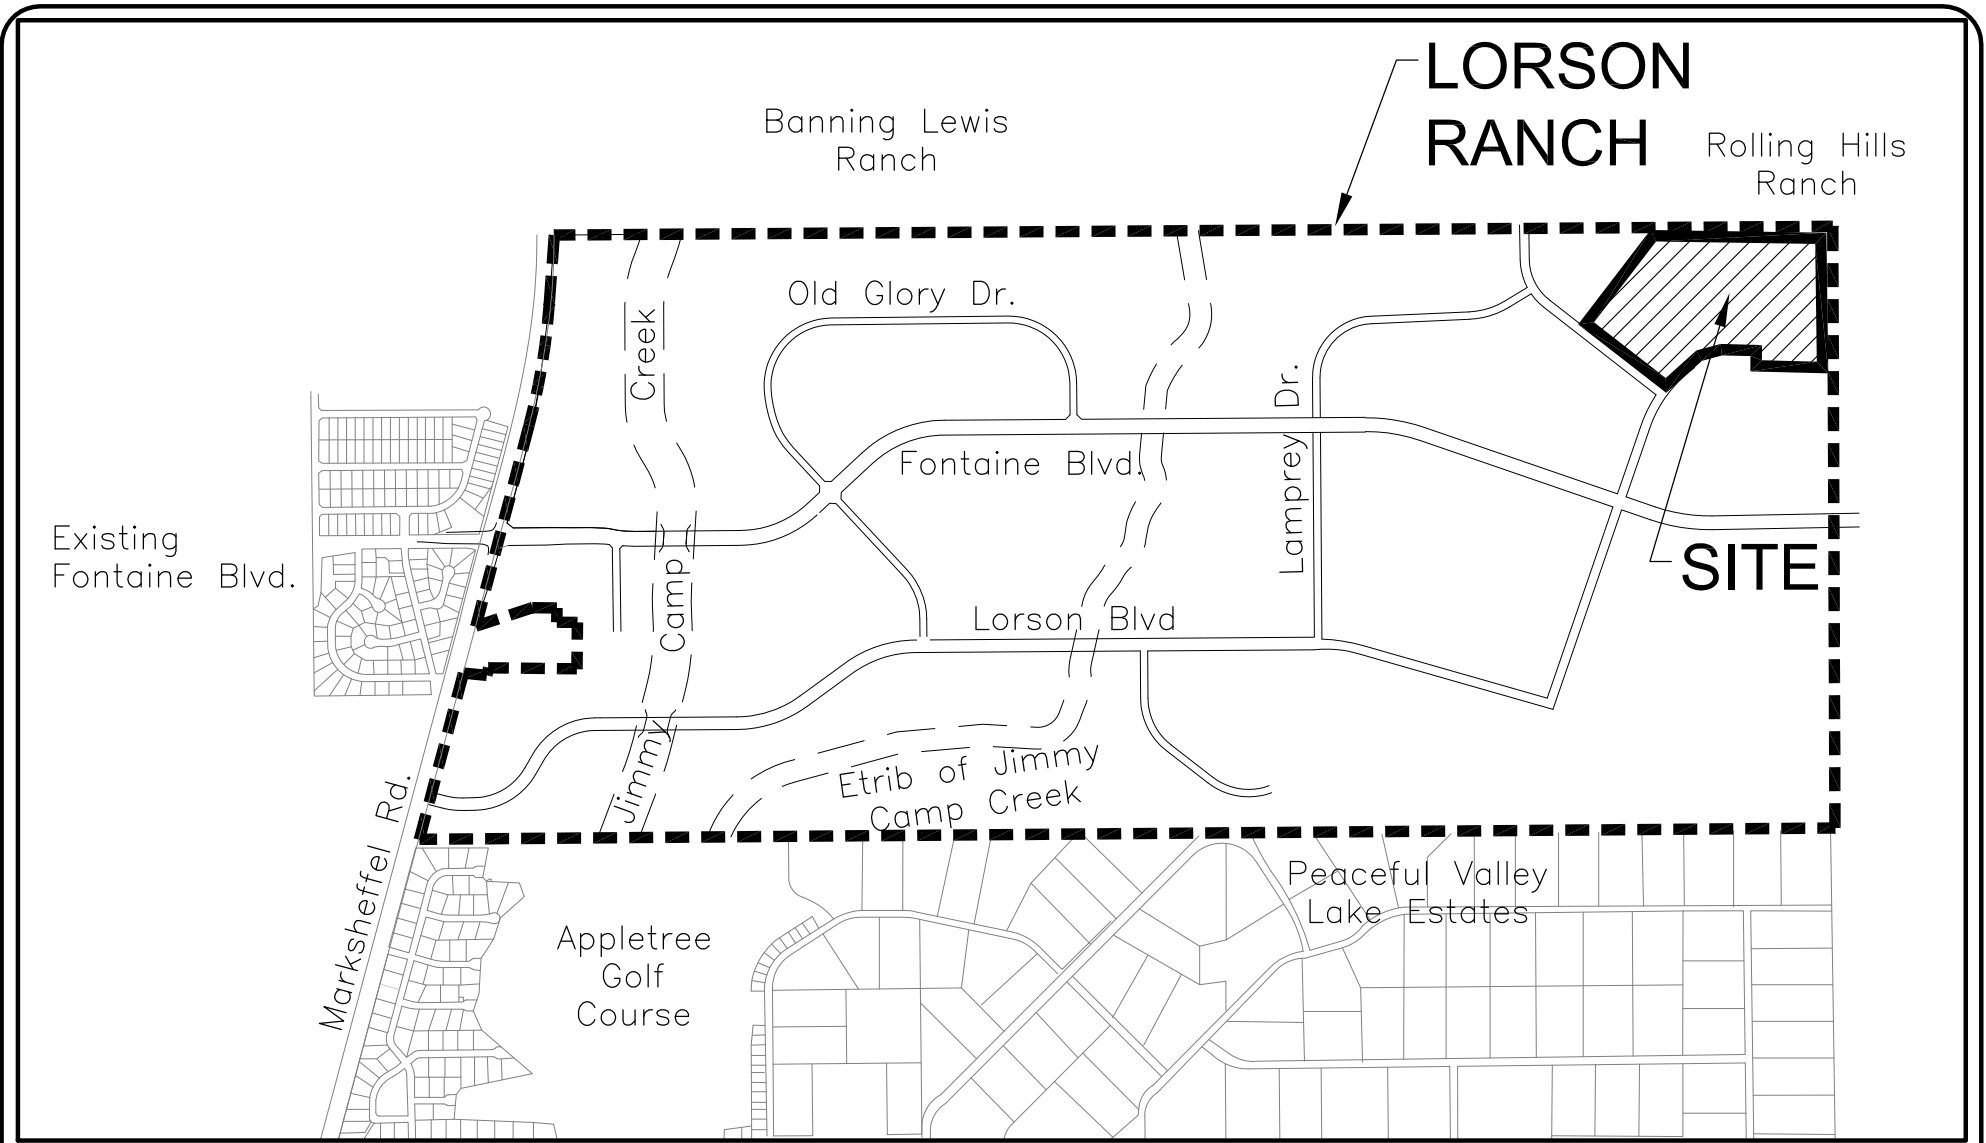 LORSON
RANCH
Banning Lewis
Ranch
Rolling Hills
Ranch
Old Glory Dr.
Creek
Lamprey Dr.
Fontaine Blvd.
Existing
Fontaine Blvd.
SITE
Camp
Lorson Blvd
Jimmy
Etrib of Jimmy
Camp Creek
Marksheffel Rd.
Peaceful Valley
Lake Estates
Appletree
Golf
Course